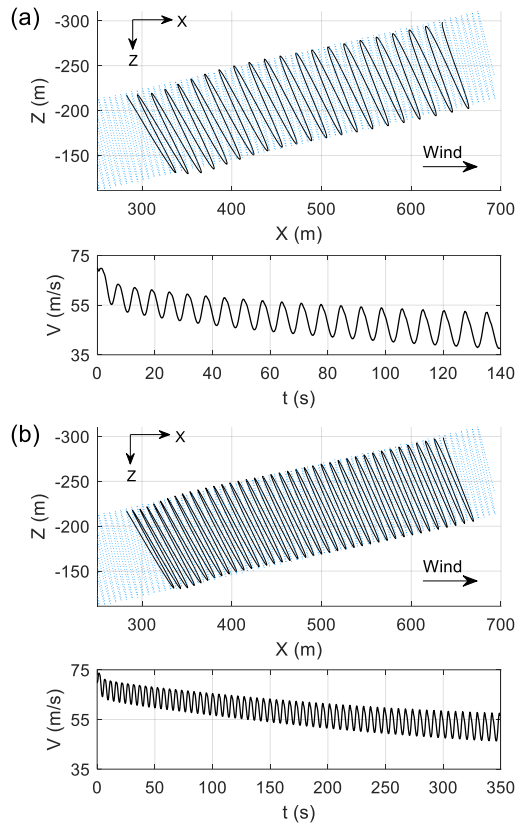 (a)
-300
-250
-200
-150
Z (m)
X
Z
Wind
300
400
500
600
700
X (m)
75
55
35
V (m/s)
0
20
40
60
80
100
120
140
t (s)
(b)
-300
-250
-200
-150
Z (m)
X
Z
Wind
300
400
500
600
700
X (m)
75
55
35
V (m/s)
0
50
100
150
200
250
300
350
t (s)